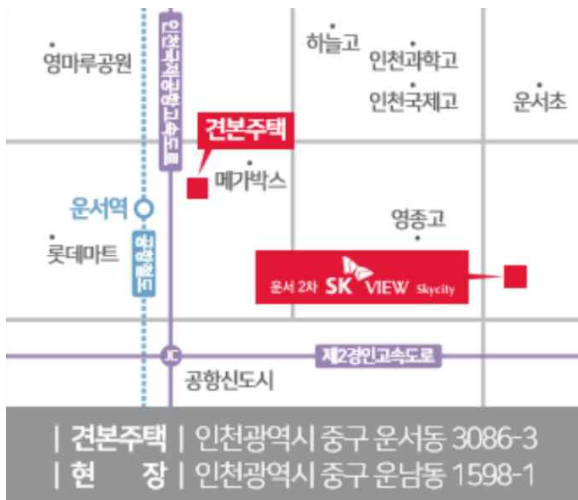 하늘고
영마루공원
인천과학고
인천국제고
운서초
인천국제공항고속도로
견본주택
메가박스
운서역
영종고
롯데마트
공항철도
운서 2차 SK VIEW Skycity
JC
제2경인고속도로
공항신도시
| 견본주택 | 인천광역시 중구 운서동 3086-3
| 현 장 | 인천광역시 중구 운남동 1598-1